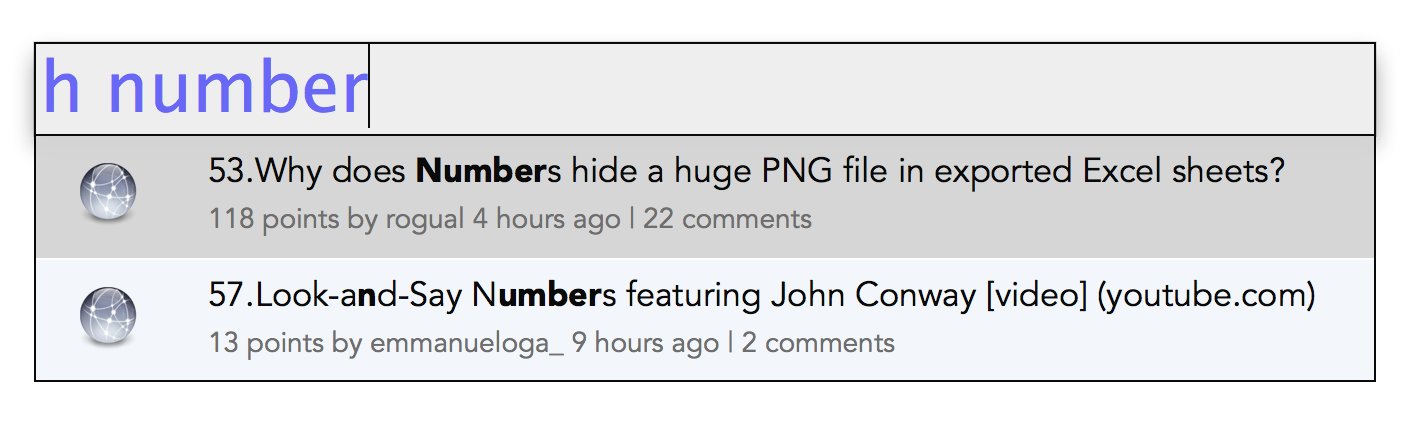 h number
53.Why does Numbers hide a huge PNG file in exported Excel sheets?
118 points by rogual 4 hours ago | 22 comments
57.Look-and-Say Numbers featuring John Conway [video] (youtube.com)
13 points by emmanueloga_ 9 hours ago | 2 comments